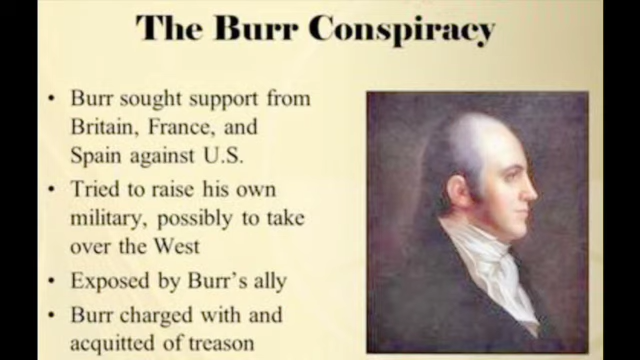 The Burr Conspiracy
• Burr sought support from
Britain, France, and
Spain against U.S.
• Tried to raise his own
military, possibly to take
over the West
• Exposed by Burr's ally
• Burr charged with and
acquitted of treason